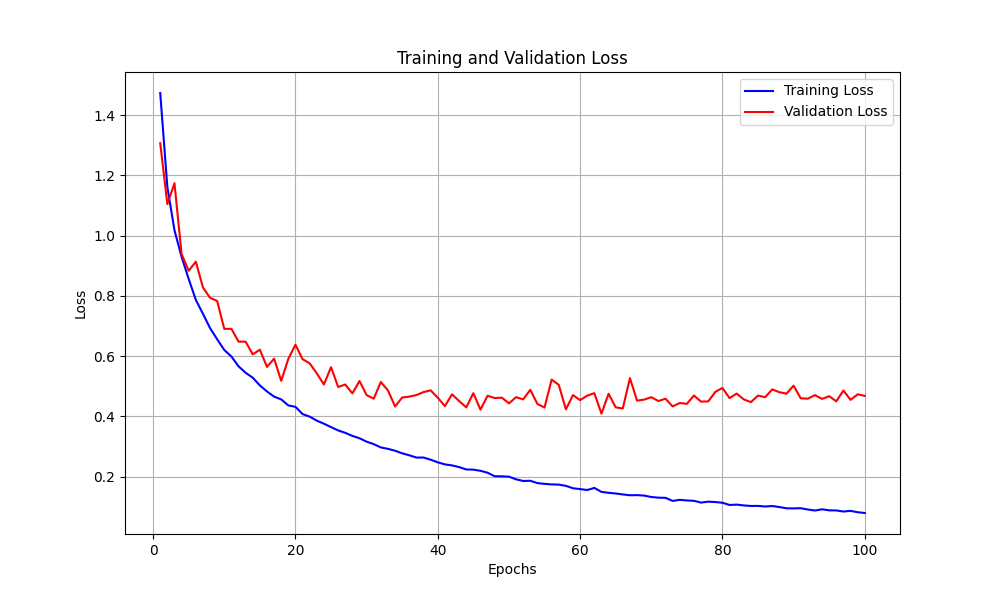 Training and Validation Loss
Training Loss
Validation Loss
1.4
1.2
1.0
0.8
0.6
0.4
0.2
Loss
0 20 40 60 80 100
Epochs